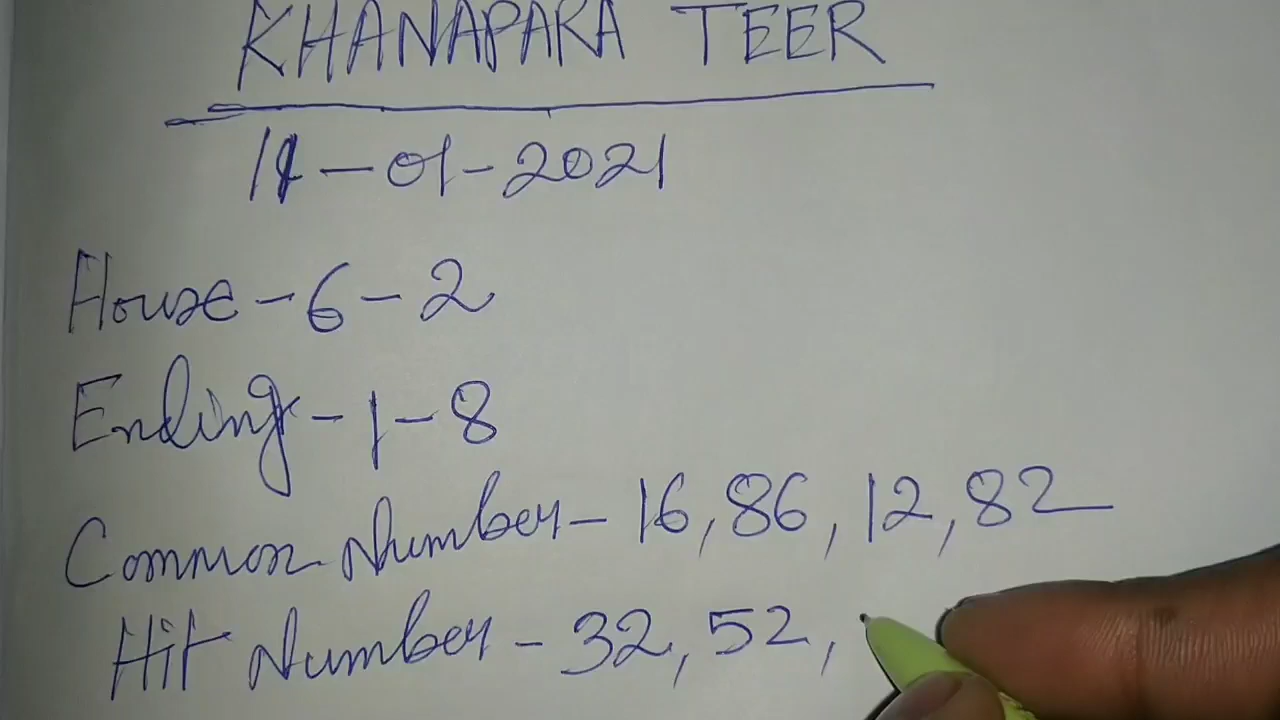 KHANAPARA TEER
11-01-2021
House-6-2
Ending-1-8
Common Number-16,86,12,82
Hit Number-32,52,